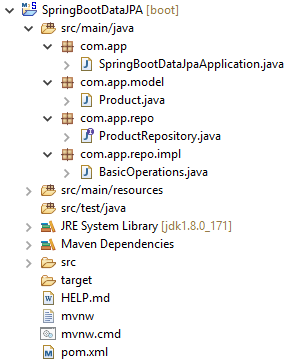 SpringBootDataJPA [boot]
src/main/java
com.app
SpringBootDataJpaApplication.java
com.app.model
Product.java
com.app.repo
ProductRepository.java
com.app.repo.impl
BasicOperations.java
src/main/resources
src/test/java
JRE System Library [jdk1.8.0_171]
Maven Dependencies
src
target
HELP.md
mvnw
mvnw.cmd
pom.xml